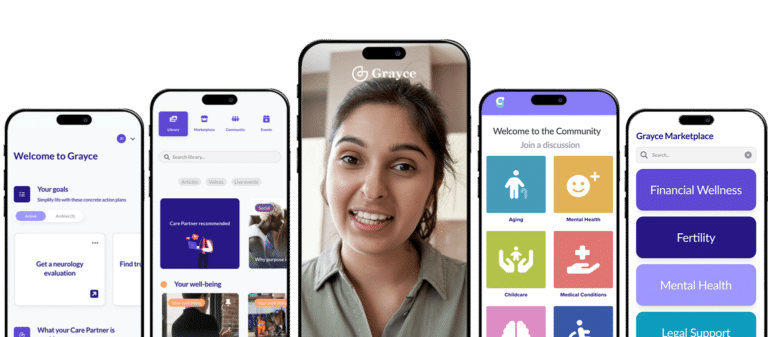 Welcome to Grayce
Your goals
Simplify life with these concrete action plans
Active
Archive (3)
Get a neurology
evaluation
Find
What your Care Partner is
Library
Marketplace
Community
Events
Search library...
Articles
Videos
Live events
Care Partner recommended
Social
Why purpose
Your well-being
Your well-being
Grayce
Welcome to the Community
Join a discussion
Aging
Mental Health
Childcare
Medical Conditions
Grayce Marketplace
Search...
Financial Wellness
Fertility
Mental Health
Legal Support